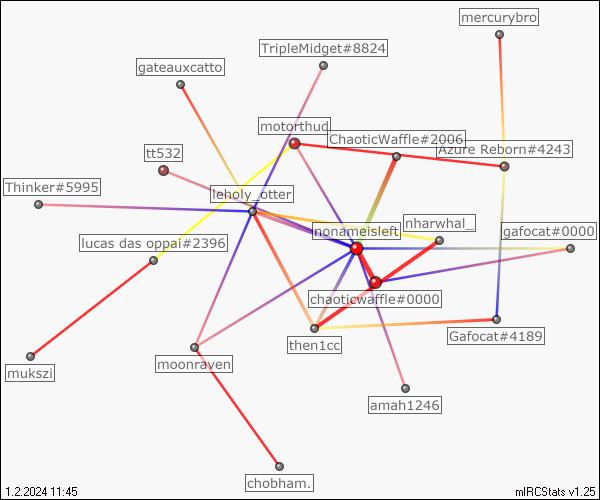 mercurybro
TripleMidget#8824
gateauxcatto
motorthud
ChaoticWaffle#2006
Azure Reborn#4243
tt532
Thinker#5995
leholy_otter
nharwhal_
nonameisleft
gafocat#0000
lucas das oppai#2396
chaoticwaffle#0000
Gafocat#4189
then1cc
moonraven
mukszi
amah1246
chobham.
1.2.2024 11:45
mIRCStats v1.25